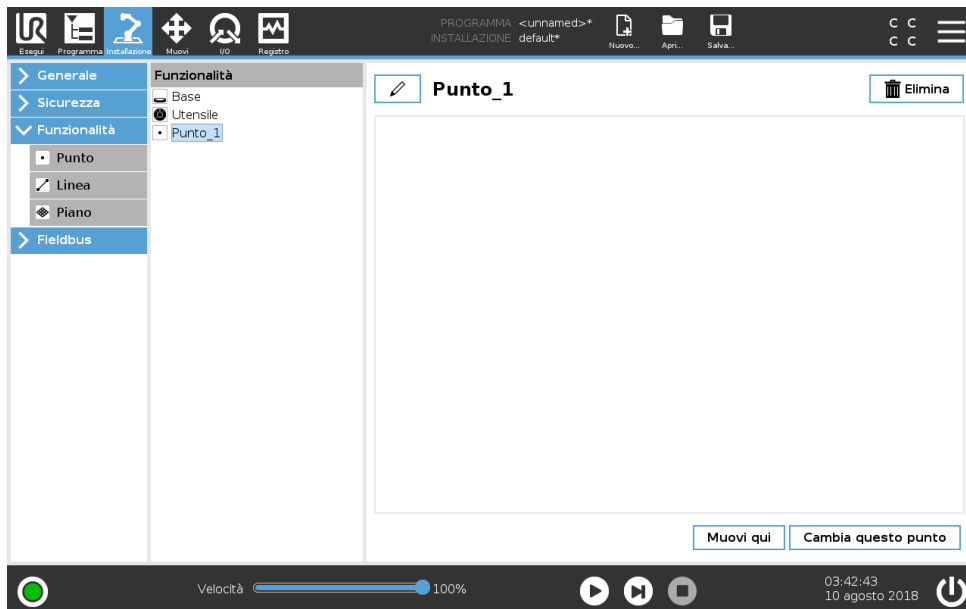 UR
Esegui
Programma
Installazione
Muovi
I/O
Registro
PROGRAMMA <unnamed>*
INSTALLAZIONE default*
Nuovo...
Apri...
Salva...
C C
C C
Generale
Sicurezza
Funzionalità
Punto
Linea
Piano
Fieldbus
Funzionalità
Base
Utensile
Punto_1
Punto_1
Elimina
Muovi qui
Cambia questo punto
Velocità
100%
03:42:43
10 agosto 2018